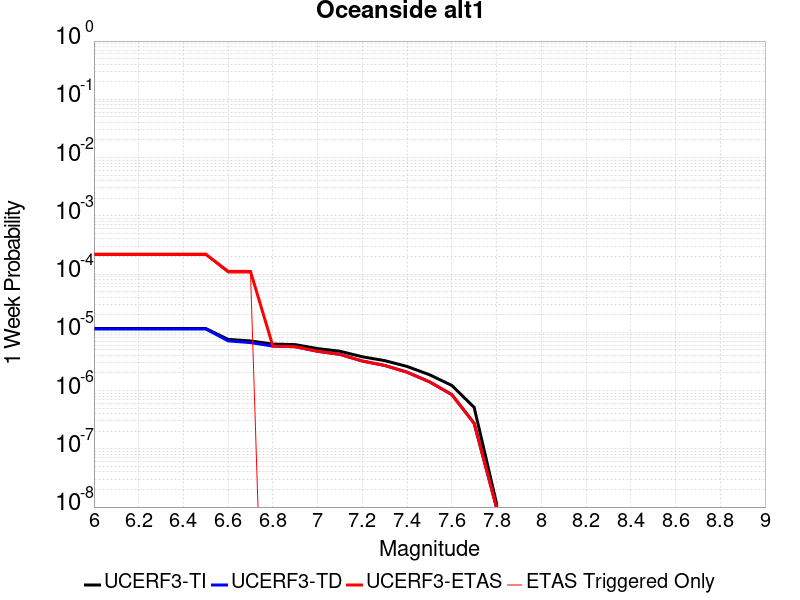 Oceanside alt1
10^0
10^-1
10^-2
10^-3
10^-4
10^-5
10^-6
10^-7
10^-8
1 Week Probability
6 6.2 6.4 6.6 6.8 7 7.2 7.4 7.6 7.8 8 8.2 8.4 8.6 8.8 9
Magnitude
UCERF3-TI UCERF3-TD UCERF3-ETAS ETAS Triggered Only